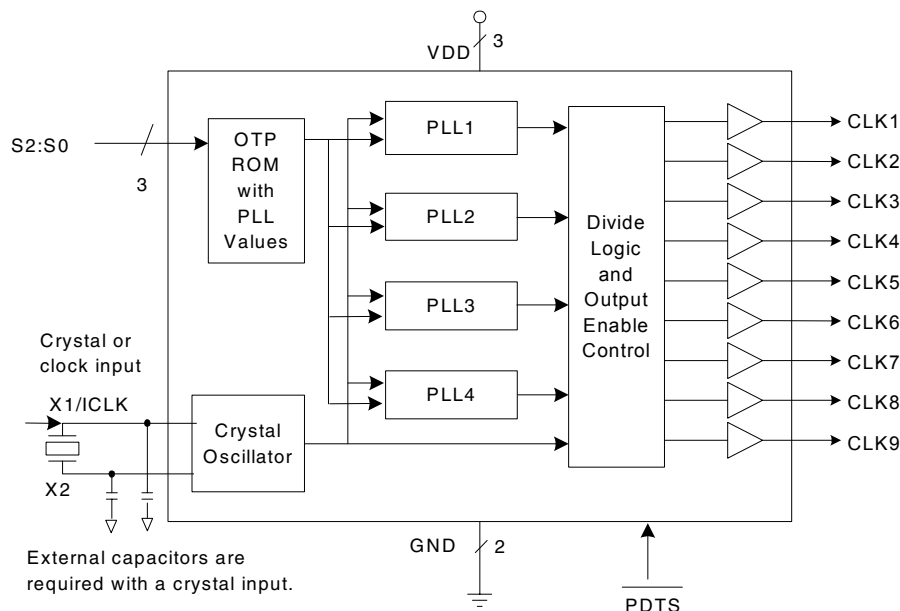 VDD
3
S2:S0
3
OTP
ROM
with
PLL
Values
PLL1
PLL2
PLL3
PLL4
Divide
Logic
and
Output
Enable
Control
CLK1
CLK2
CLK3
CLK4
CLK5
CLK6
CLK7
CLK8
CLK9
Crystal or
clock input
X1/ICLK
X2
Crystal
Oscillator
External capacitors are
required with a crystal input.
GND
2
PDTS